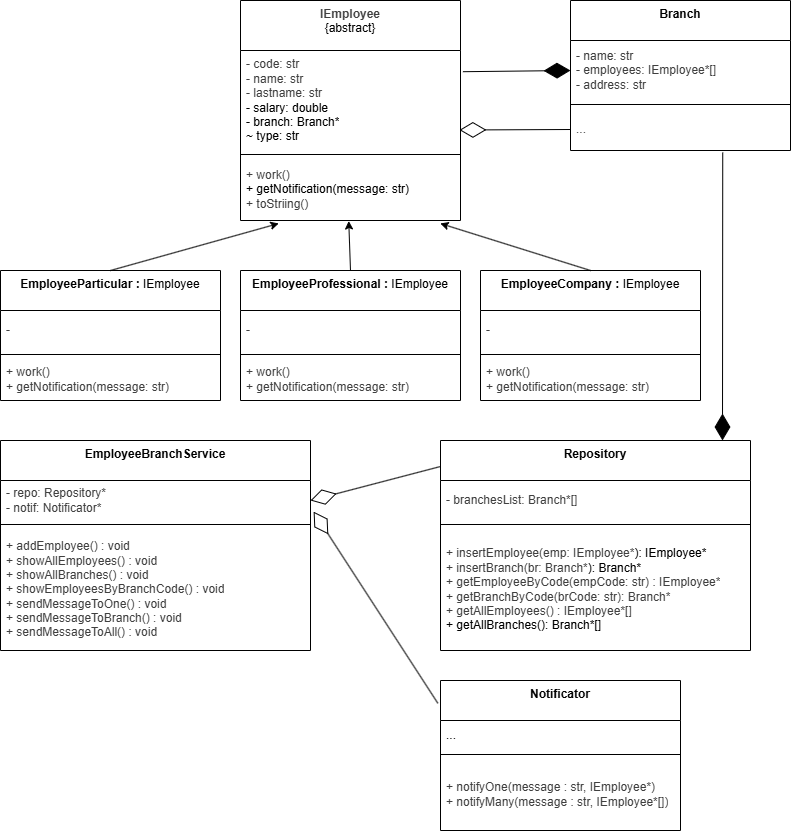 IEmployee
{abstract}
- code: str
- name: str
- lastname: str
- salary: double
- branch: Branch*
~ type: str
+ work()
+ getNotification(message: str)
+ toStriing()
Branch
- name: str
- employees: IEmployee*[]
- address: str
...
EmployeeParticular : IEmployee
-
+ work()
+ getNotification(message: str)
EmployeeProfessional : IEmployee
-
+ work()
+ getNotification(message: str)
EmployeeCompany : IEmployee
-
+ work()
+ getNotification(message: str)
EmployeeBranchService
- repo: Repository*
- notif: Notificator*
+ addEmployee() : void
+ showAllEmployees() : void
+ showAllBranches() : void
+ showEmployeesByBranchCode() : void
+ sendMessageToOne() : void
+ sendMessageToBranch() : void
+ sendMessageToAll() : void
Repository
- branchesList: Branch*[]
+ insertEmployee(emp: IEmployee*): IEmployee*
+ insertBranch(br: Branch*): Branch*
+ getEmployeeByCode(empCode: str) : IEmployee*
+ getBranchByCode(brCode: str): Branch*
+ getAllEmployees() : IEmployee*[]
+ getAllBranches(): Branch*[]
Notificator
...
+ notifyOne(message : str, IEmployee*)
+ notifyMany(message : str, IEmployee*[])